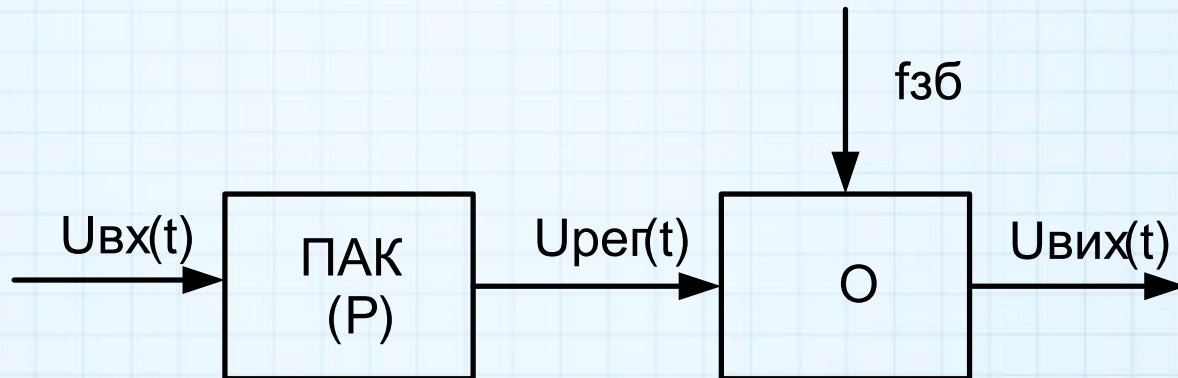 fзб
Uвх(t)
ПАК
(Р)
Uрег(t)
О
Uвих(t)